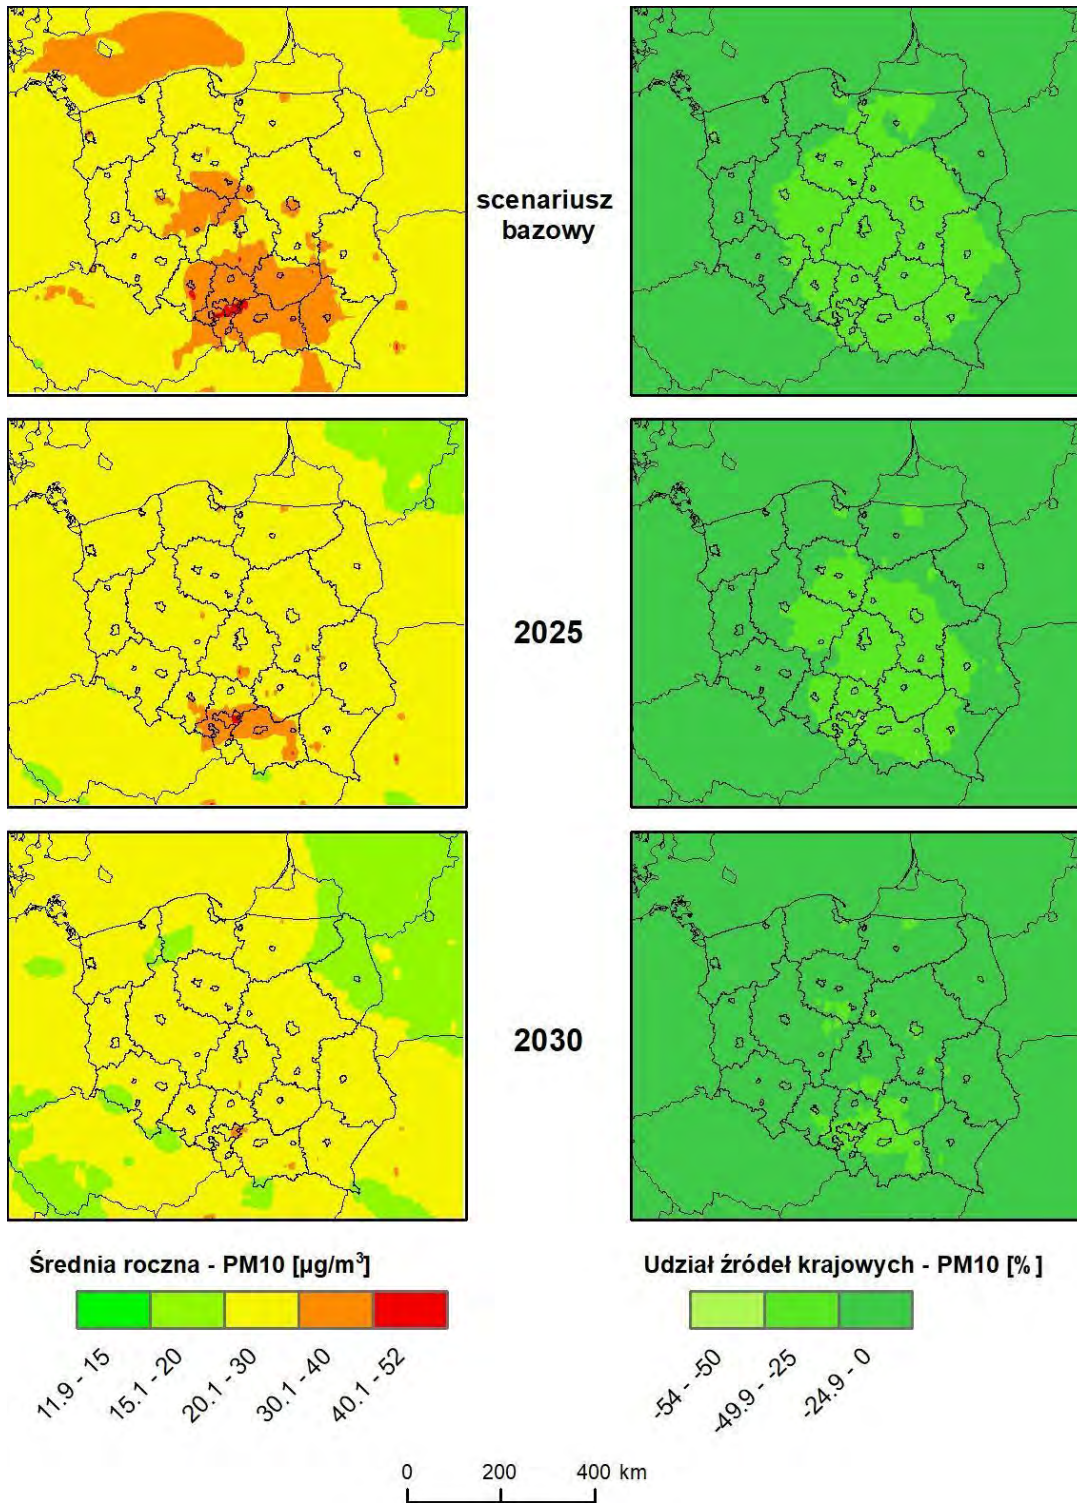 scenariusz
bazowy
2025
2030
Średnia roczna - PM10 [µg/m³]
11.9 - 15
15.1 - 20
20.1 - 30
30.1 - 40
40.1 - 52
Udział źródeł krajowych - PM10 [%]
-54 - -50
-49.9 - -25
-24.9 - 0
0 200 400 km